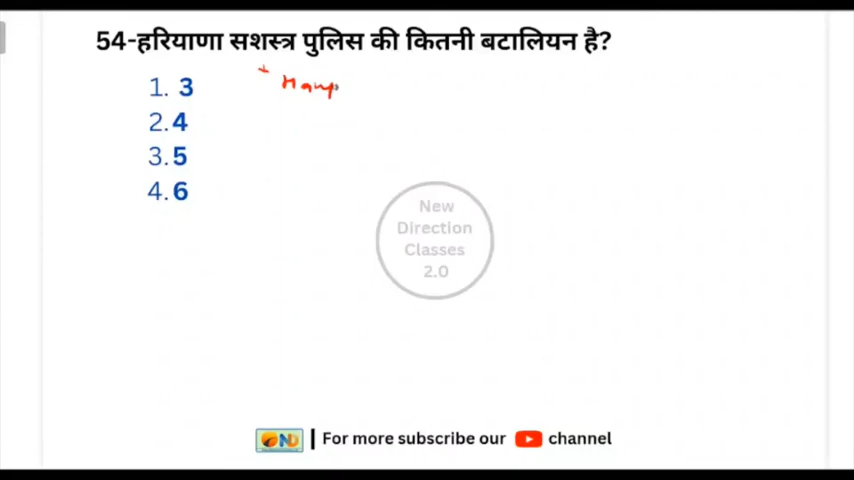 54-हरियाणा सशस्त्र पुलिस की कितनी बटालियन है?
1. 3
2. 4
3. 5
4. 6
New
Direction
Classes
2.0
ND | For more subscribe our channel